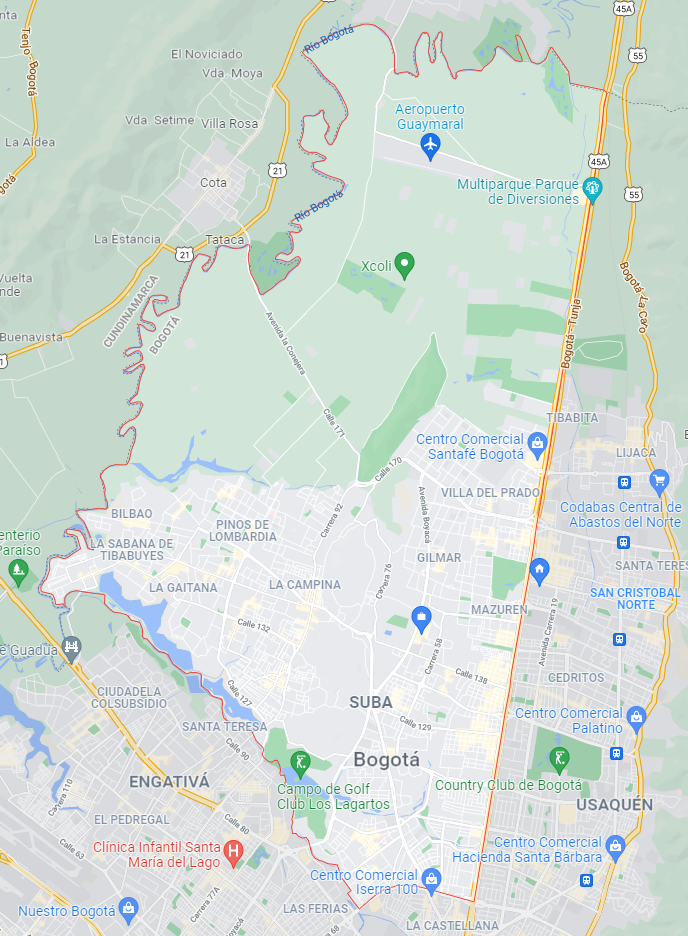 45A
Río Bogotá
Tenjo - Bogotá
El Noviciado
55
Vda. Moya
Aeropuerto
Guaymaral
Vda. Setime
Villa Rosa
La Aldea
45A
21
Cota
Multiparque Parque
de Diversiones
55
Río Bogotá
La Estancia
Tataca
21
Xcoli
Bogotá - La Caro
CUNDINAMARCA
BOGOTÁ
Bogotá - Tunja
Buenavista
Avenida la Conejera
Calle 171
TIBABITA
Centro Comercial
Santafé Bogotá
LIJACA
Calle 170
VILLA DEL PRADO
Codabas Central de
Abastos del Norte
BILBAO
Carrera 92
Avenida Boyacá
PINOS DE
LOMBARDIA
LA SABANA DE
TIBABUYES
GILMAR
SANTA TERES
LA GAITANA
LA CAMPINA
Carrera 76
SAN CRISTOBAL
NORTE
MAZUREN
Calle 132
Carrera 58
Avenida Carrera 19
e Guadua
CIUDADELA
COLSUBSIDIO
Calle 138
CEDRITOS
Calle 127
SUBA
SANTA TERESA
Calle 129
Centro Comercial
Palatino
Calle 90
Bogotá
ENGATIVÁ
Carrera 110
Campo de Golf
Club Los Lagartos
Country Club de Bogotá
USAQUÉN
EL PEDREGAL
Calle 80
Calle 63
Clínica Infantil Santa
María del Lago
Centro Comercial
Hacienda Santa Bárbara
Centro Comercial
Iserra 100
Carrera 77A
Nuestro Bogotá
LAS FERIAS
LA CASTELLANA